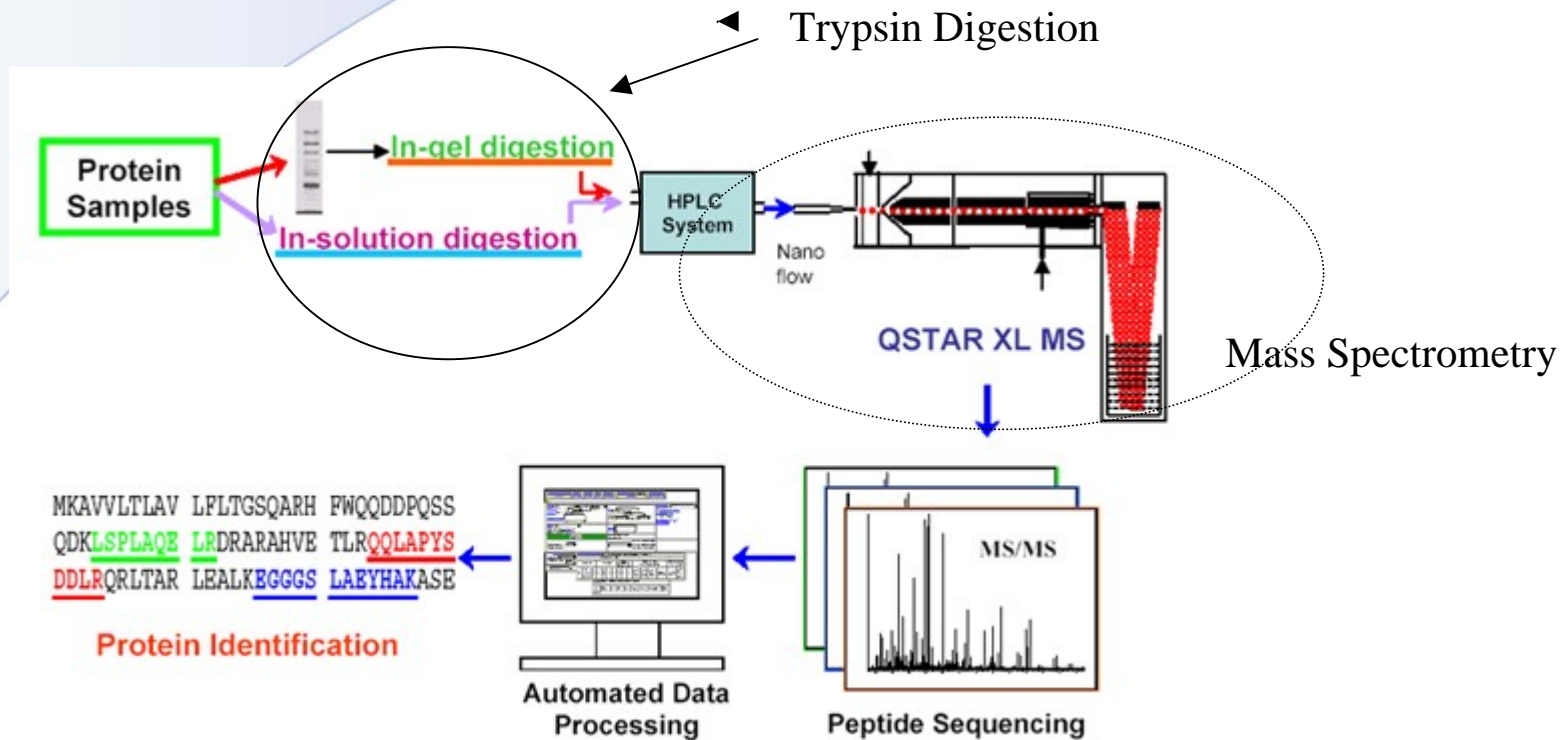 Trypsin Digestion
Protein
Samples
In-gel digestion
In-solution digestion
HPLC
System
Nano
flow
QSTAR XL MS
Mass Spectrometry
MKAVVLTLAV LFLTGSQARH FWQQDDPQSS
QDKLSPLAQE LRDRARAHVE TLRQQLAPYS
DDLRQRLTAR LEALKEGGGS LAEYHAKASE
Protein Identification
Automated Data
Processing
MS/MS
Peptide Sequencing